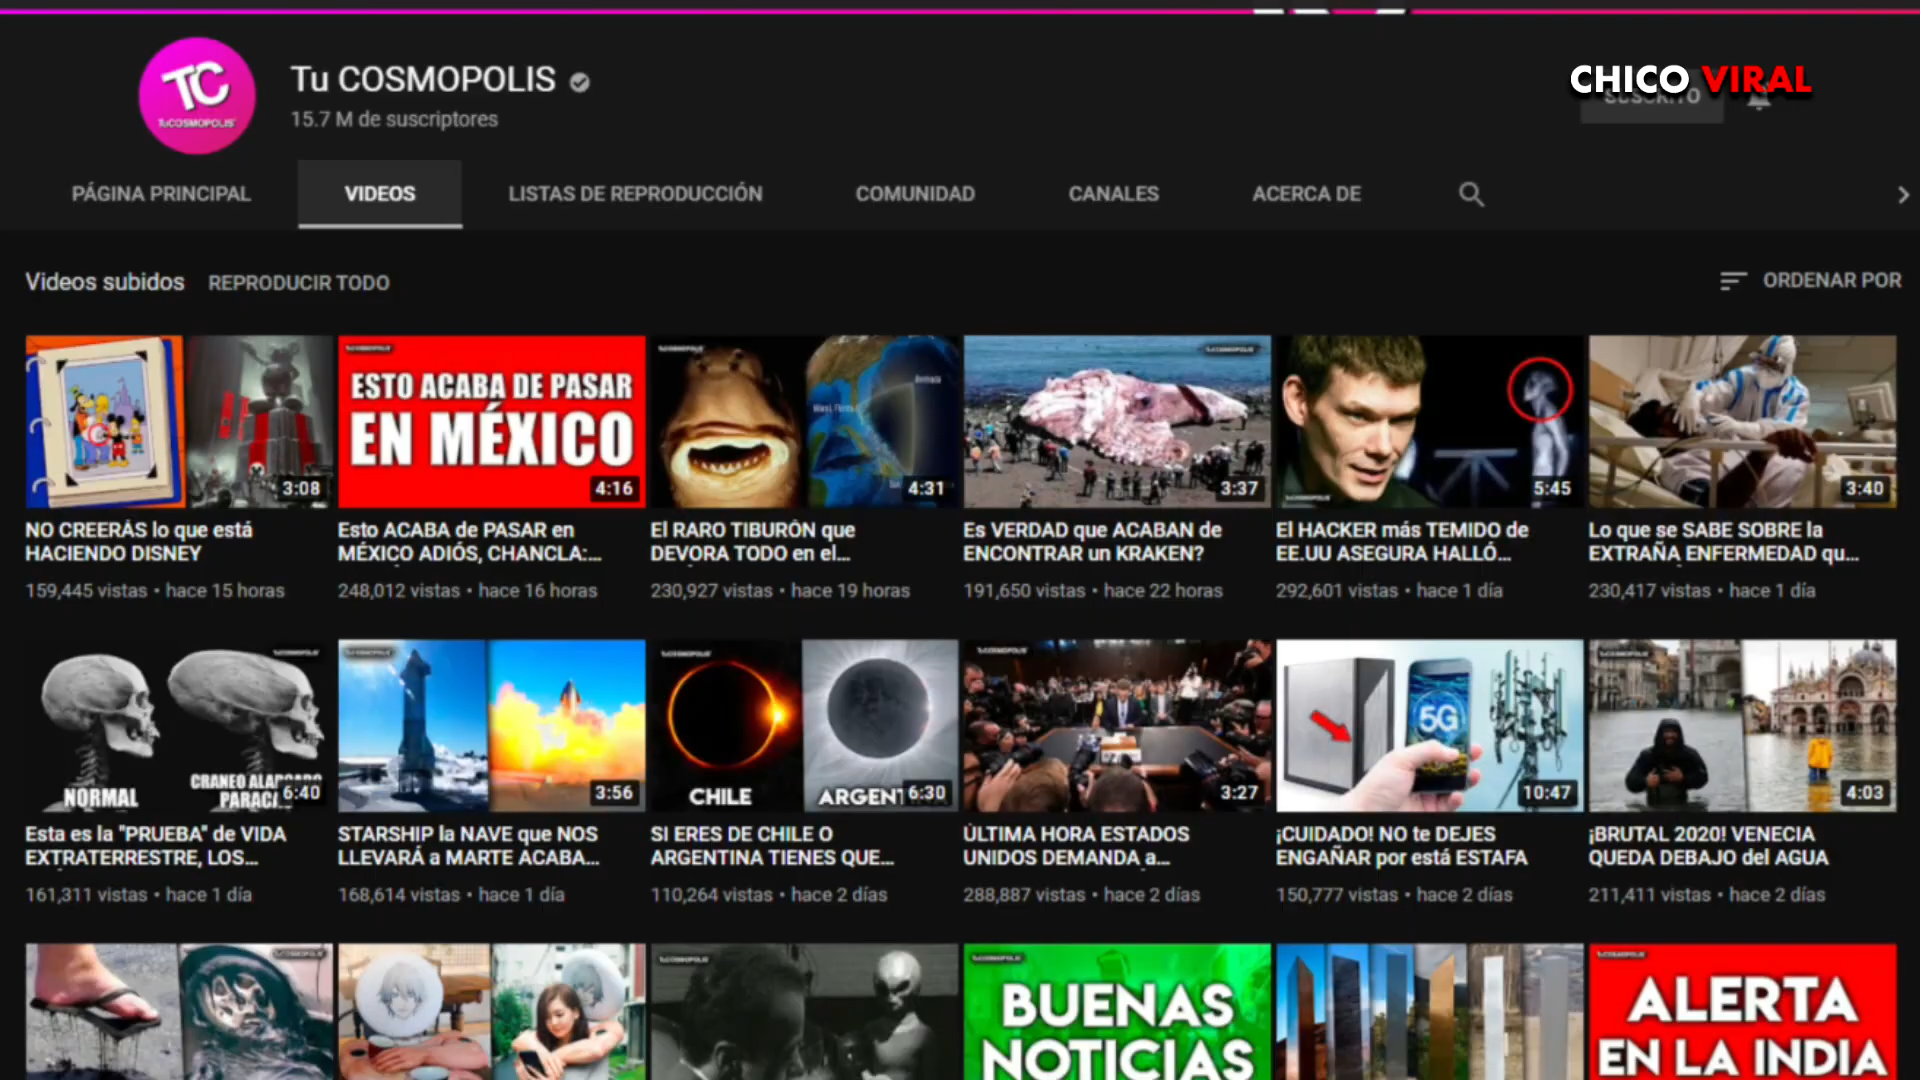 TC
TuCOSMOPOLIS
Tu COSMOPOLIS
15.7 M de suscriptores
CHICO VIRAL
SUSCRITO
PÁGINA PRINCIPAL
VIDEOS
LISTAS DE REPRODUCCIÓN
COMUNIDAD
CANALES
ACERCA DE
Videos subidos
REPRODUCIR TODO
ORDENAR POR
3:08
ESTO ACABA DE PASAR
EN MÉXICO
4:16
4:31
3:37
5:45
3:40
NO CREERÁS lo que está
HACIENDO DISNEY
159,445 vistas • hace 15 horas
Esto ACABA de PASAR en
MÉXICO ADIÓS, CHANCLA:...
248,012 vistas • hace 16 horas
El RARO TIBURÓN que
DEVORA TODO en el...
230,927 vistas • hace 19 horas
Es VERDAD que ACABAN de
ENCONTRAR un KRAKEN?
191,650 vistas • hace 22 horas
El HACKER más TEMIDO de
EE.UU ASEGURA HALLÓ...
292,601 vistas • hace 1 día
Lo que se SABE SOBRE la
EXTRAÑA ENFERMEDAD qu...
230,417 vistas • hace 1 día
NORMAL
6:40
3:56
CHILE
6:30
3:27
5G
10:47
4:03
Esta es la "PRUEBA" de VIDA
EXTRATERRESTRE, LOS...
161,311 vistas • hace 1 día
STARSHIP la NAVE que NOS
LLEVARÁ a MARTE ACABA...
168,614 vistas • hace 1 día
SI ERES DE CHILE O
ARGENTINA TIENES QUE...
110,264 vistas • hace 2 días
ÚLTIMA HORA ESTADOS
UNIDOS DEMANDA a...
288,887 vistas • hace 2 días
¡CUIDADO! NO te DEJES
ENGAÑAR por está ESTAFA
150,777 vistas • hace 2 días
¡BRUTAL 2020! VENECIA
QUEDA DEBAJO del AGUA
211,411 vistas • hace 2 días
BUENAS
NOTICIAS
ALERTA
EN LA INDIA